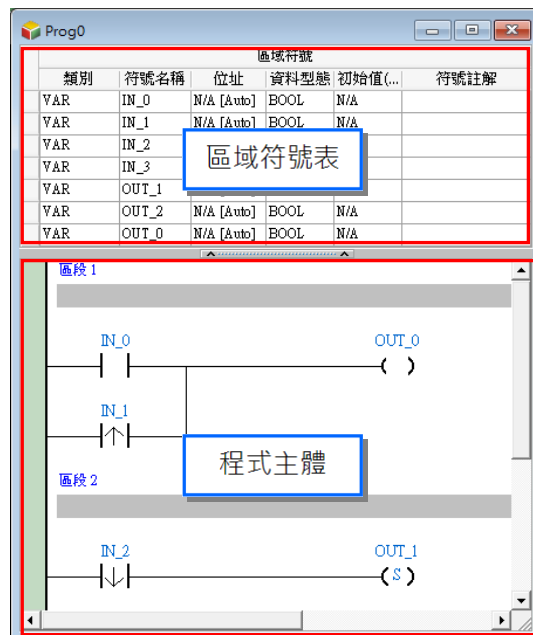 Prog0
區域符號
類別 符號名稱 位址 資料型態 初始值(... 符號註解
VAR IN_0 N/A [Auto] BOOL N/A
VAR IN_1 N/A [Auto] BOOL N/A
VAR IN_2
VAR IN_3
VAR OUT_1
VAR OUT_2 N/A [Auto] BOOL N/A
VAR OUT_0 N/A [Auto] BOOL N/A
區域符號表
區段 1
IN_0 OUT_0
IN_1
程式主體
區段 2
IN_2 OUT_1
S